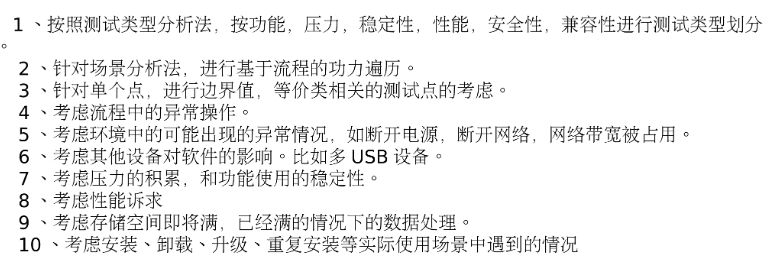 1 、按照测试类型分析法，按功能，压力，稳定性，性能，安全性，兼容性进行测试类型划分
。
2 、针对场景分析法，进行基于流程的功力遍历。
3 、针对单个点，进行边界值，等价类相关的测试点的考虑。
4 、考虑流程中的异常操作。
5 、考虑环境中的可能出现的异常情况，如断开电源，断开网络，网络带宽被占用。
6 、考虑其他设备对软件的影响。比如多 USB 设备。
7 、考虑压力的积累，和功能使用的稳定性。
8 、考虑性能诉求
9 、考虑存储空间即将满，已经满的情况下的数据处理。
10 、考虑安装、卸载、升级、重复安装等实际使用场景中遇到的情况